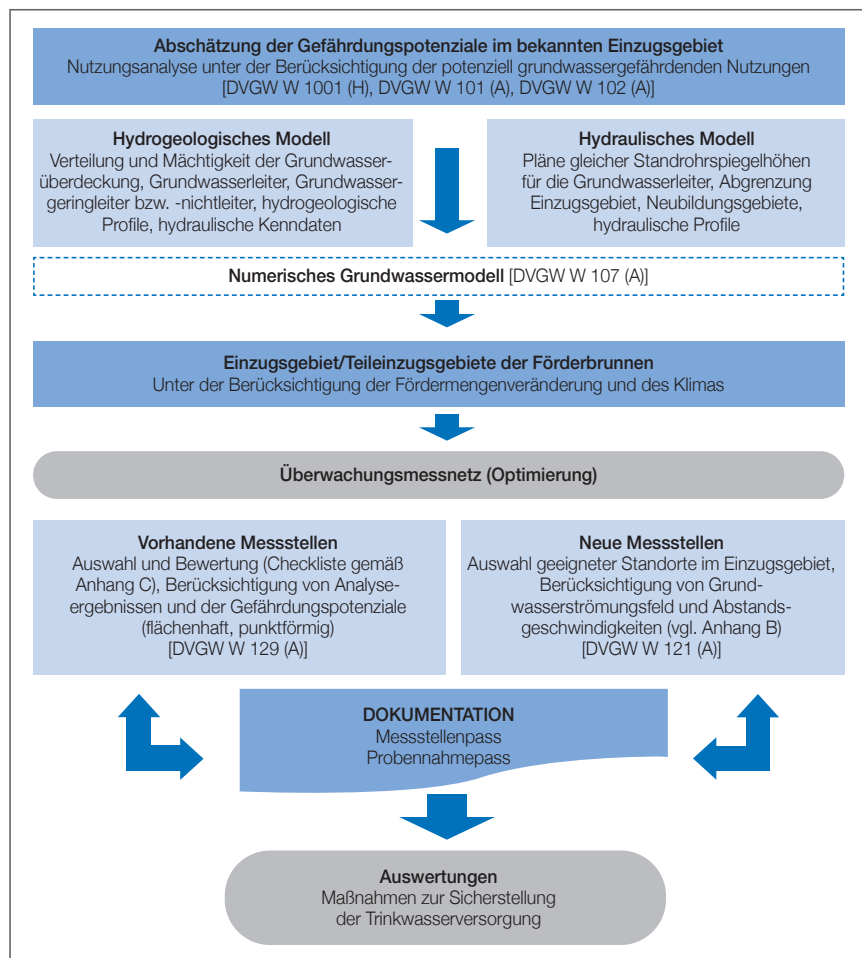 Abschätzung der Gefährdungspotenziale im bekannten Einzugsgebiet
Nutzungsanalyse unter der Berücksichtigung der potenziell grundwassergefährdenden Nutzungen
[DVGW W 1001 (H), DVGW W 101 (A), DVGW W 102 (A)]
Hydrogeologisches Modell
Verteilung und Mächtigkeit der Grundwasser-
überdeckung, Grundwasserleiter, Grundwasser-
geringleiter bzw. -nichtleiter, hydrogeologische
Profile, hydraulische Kenndaten
Hydraulisches Modell
Pläne gleicher Standrohrspiegelhöhen
für die Grundwasserleiter, Abgrenzung
Einzugsgebiet, Neubildungsgebiete,
hydraulische Profile
Numerisches Grundwassermodell [DVGW W 107 (A)]
Einzugsgebiet/Teileinzugsgebiete der Förderbrunnen
Unter der Berücksichtigung der Fördermengenveränderung und des Klimas
Überwachungsmessnetz (Optimierung)
Vorhandene Messstellen
Auswahl und Bewertung (Checkliste gemäß
Anhang C), Berücksichtigung von Analyse-
ergebnissen und der Gefährdungspotenziale
(flächenhaft, punktförmig)
[DVGW W 129 (A)]
Neue Messstellen
Auswahl geeigneter Standorte im Einzugsgebiet,
Berücksichtigung von Grund-
wasserströmungsfeld und Abstands-
geschwindigkeiten (vgl. Anhang B)
[DVGW W 121 (A)]
DOKUMENTATION
Messstellenpass
Probennahmepass
Auswertungen
Maßnahmen zur Sicherstellung
der Trinkwasserversorgung